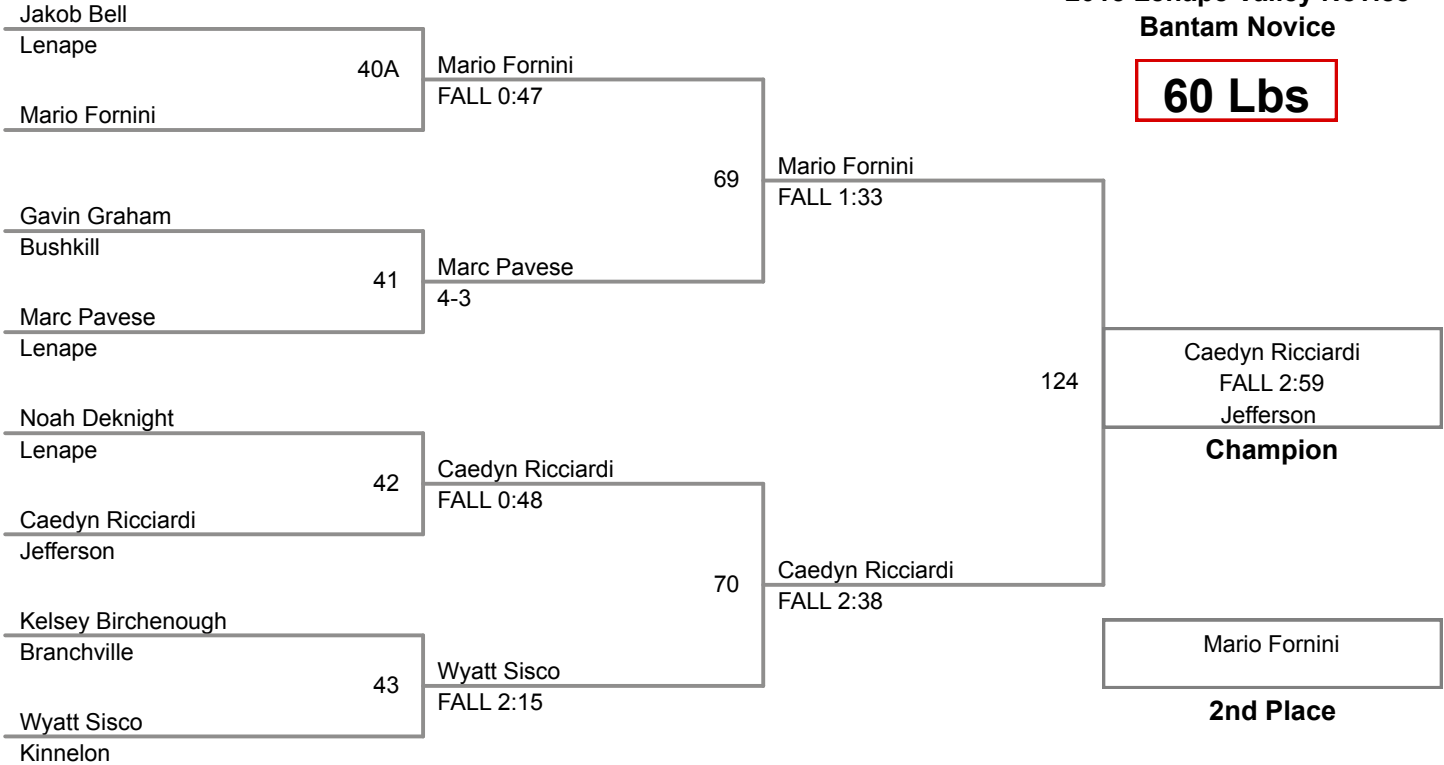 Bantam Novice
60 Lbs
Jakob Bell
Lenape
40A
Mario Fornini
Mario Fornini
FALL 0:47
69
Gavin Graham
Bushkill
41
Marc Pavese
Lenape
Marc Pavese
4-3
Mario Fornini
FALL 1:33
124
Noah Deknight
Lenape
42
Caedyn Ricciardi
Jefferson
Caedyn Ricciardi
FALL 0:48
70
Kelsey Birchenough
Branchville
43
Wyatt Sisco
Kinnelon
Wyatt Sisco
FALL 2:15
Caedyn Ricciardi
FALL 2:38
Caedyn Ricciardi
FALL 2:59
Jefferson
Champion
Mario Fornini
2nd Place